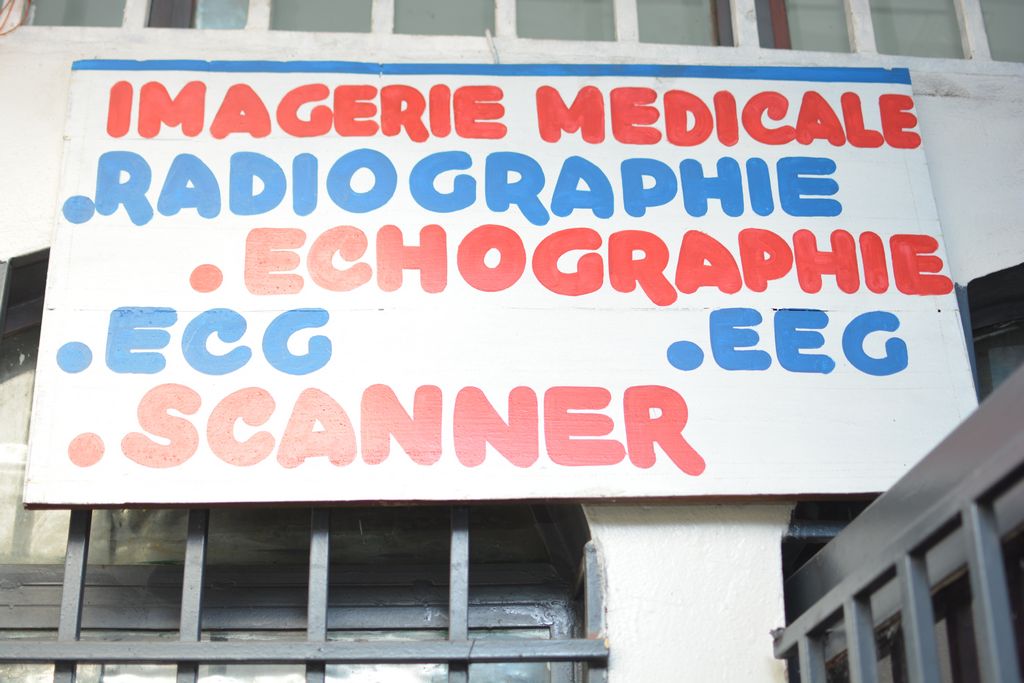 IMAGERIE MEDICALE
.RADIOGRAPHIE
.ECHOGRAPHIE
.ECG .EEG
.SCANNER